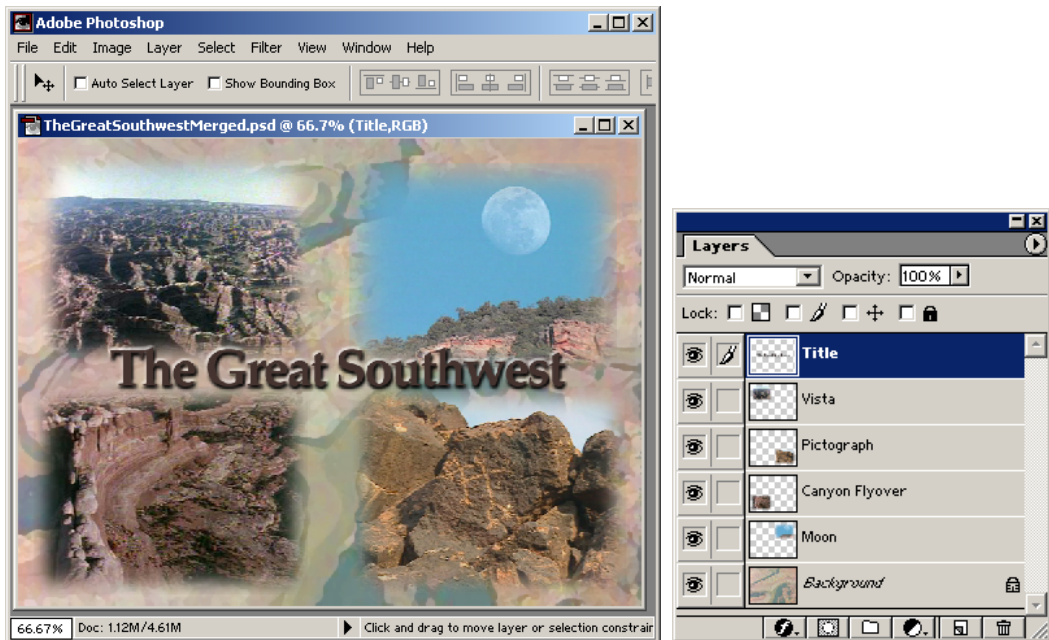 Adobe Photoshop
File Edit Image Layer Select Filter View Window Help
Auto Select Layer Show Bounding Box
TheGreatSouthwestMerged.psd @ 66.7% (Title,RGB)
The Great Southwest
66.67% Doc: 1.12M/4.61M Click and drag to move layer or selection constrain
Layers
Normal Opacity: 100%
Lock:
Title
Vista
Pictograph
Canyon Flyover
Moon
Background